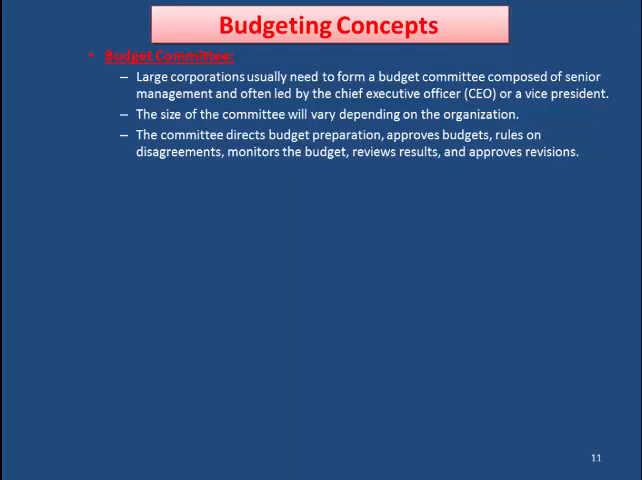 Budgeting Concepts
• Budget Committee:
– Large corporations usually need to form a budget committee composed of senior
management and often led by the chief executive officer (CEO) or a vice president.
– The size of the committee will vary depending on the organization.
– The committee directs budget preparation, approves budgets, rules on
disagreements, monitors the budget, reviews results, and approves revisions.
11